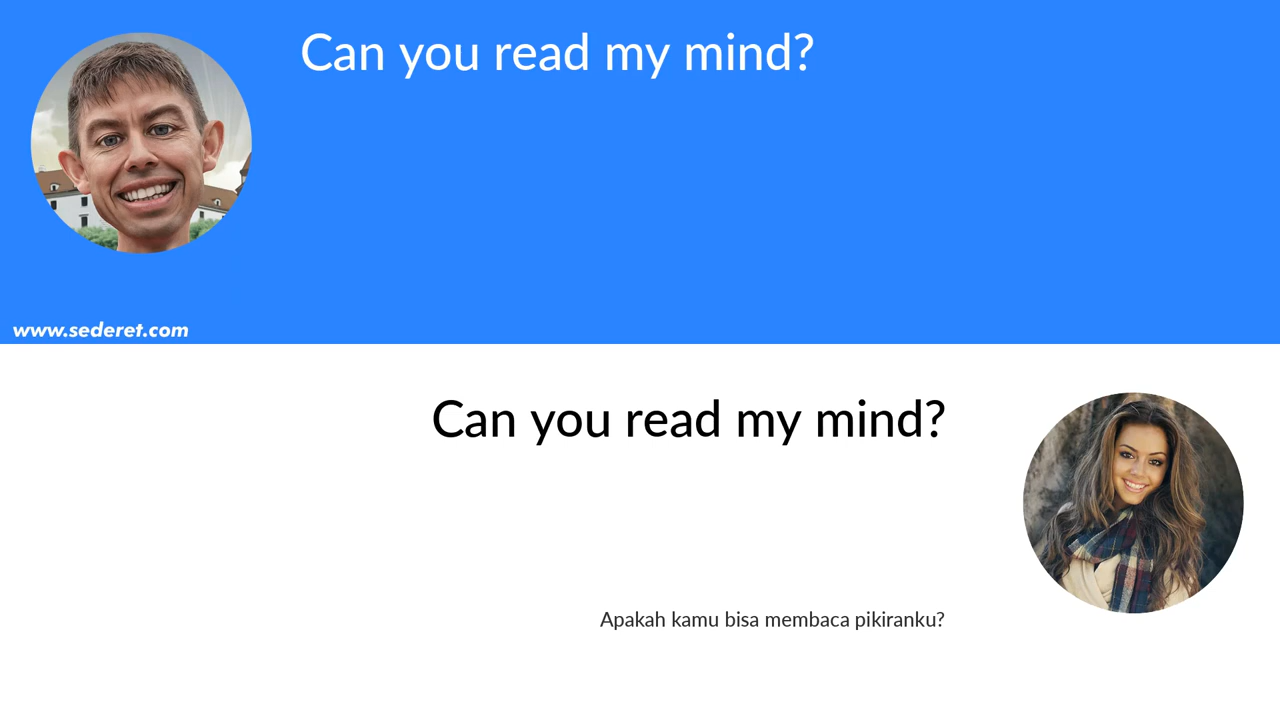 Can you read my mind?
www.sederet.com
Can you read my mind?
Apakah kamu bisa membaca pikiranku?